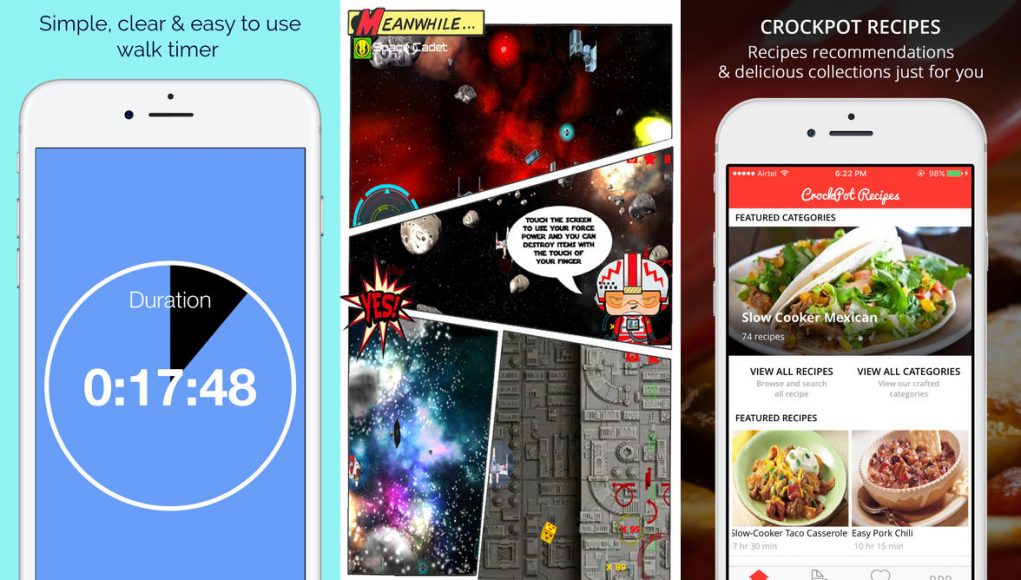 Simple, clear & easy to use
walk timer
Duration
0:17:48
MEANWHILE...
Space Cadet
TOUCH THE SCREEN
TO USE YOUR FORCE
POWER AND YOU CAN
DESTROY ITEMS WITH
THE TOUCH OF
YOUR FINGER
YES!
X 95
X 89
CROCKPOT RECIPES
Recipes recommendations
& delicious collections just for you
Airtel 6:22 PM 98%
CrockPot Recipes
FEATURED CATEGORIES
Slow Cooker Mexican
74 recipes
VIEW ALL RECIPES
Browse and search
all recipe
VIEW ALL CATEGORIES
View our crafted
categories
FEATURED RECIPES
Slow-Cooker Taco Casserole
7 hr 30 min
Easy Pork Chili
10 hr 15 min